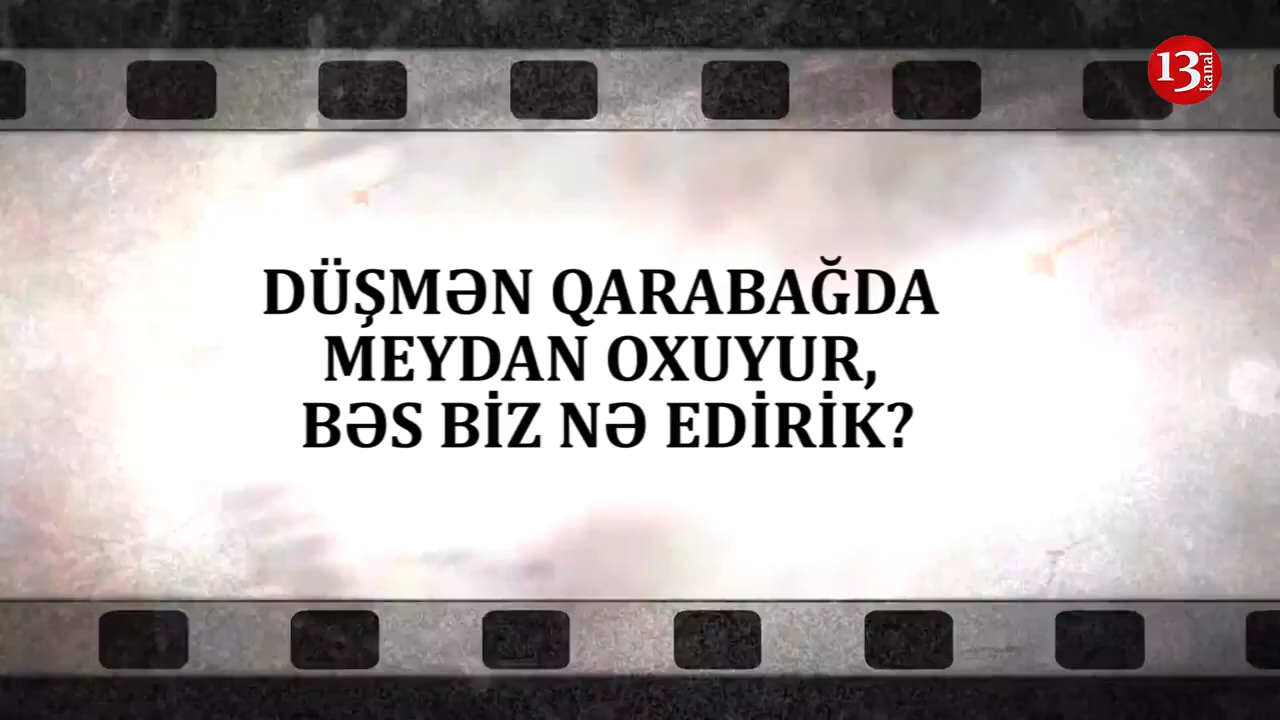 13 kanal
DÜŞMƏN QARABAĞDA
MEYDAN OXUYUR,
BƏS BİZ NƏ EDİRİK?